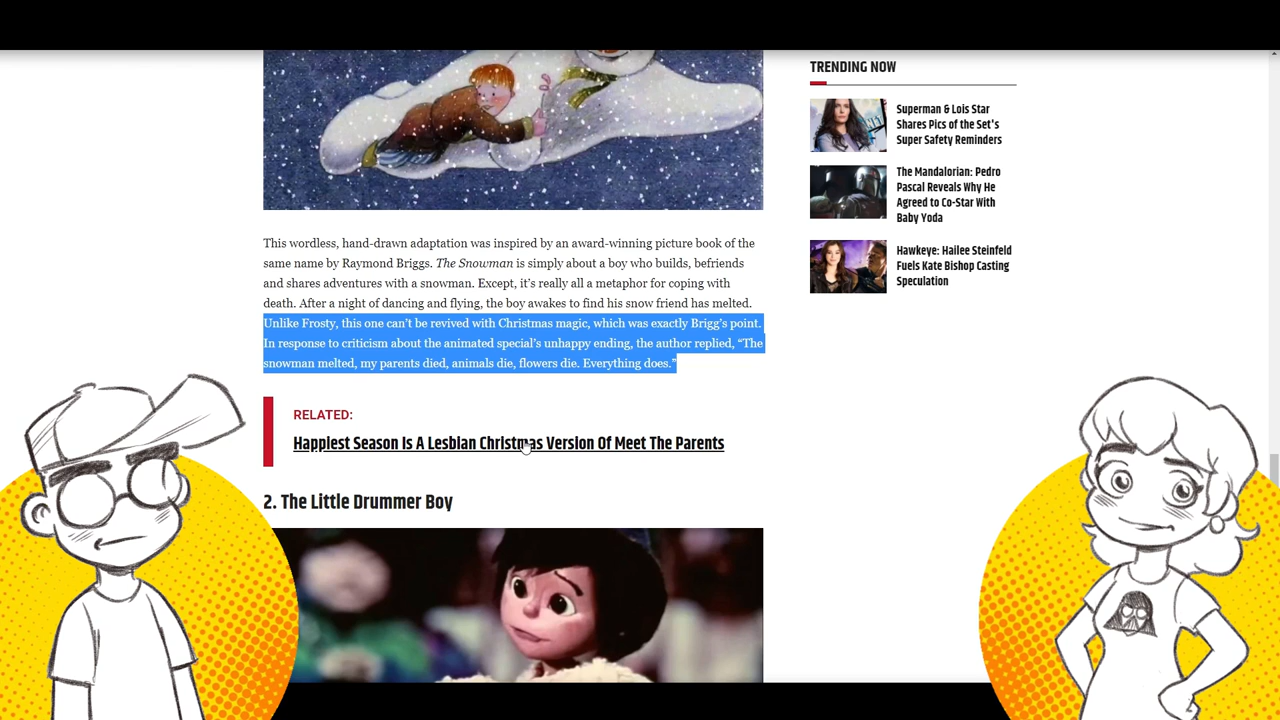 This wordless, hand-drawn adaptation was inspired by an award-winning picture book of the
same name by Raymond Briggs. The Snowman is simply about a boy who builds, befriends
and shares adventures with a snowman. Except, it's really all a metaphor for coping with
death. After a night of dancing and flying, the boy awakes to find his snow friend has melted.
Unlike Frosty, this one can't be revived with Christmas magic, which was exactly Brigg's point.
In response to criticism about the animated special's unhappy ending, the author replied, “The
snowman melted, my parents died, animals die, flowers die. Everything does.”
RELATED:
Happiest Season Is A Lesbian Christmas Version Of Meet The Parents
2. The Little Drummer Boy
TRENDING NOW
Superman & Lois Star
Shares Pics of the Set's
Super Safety Reminders
The Mandalorian: Pedro
Pascal Reveals Why He
Agreed to Co-Star With
Baby Yoda
Hawkeye: Hailee Steinfeld
Fuels Kate Bishop Casting
Speculation